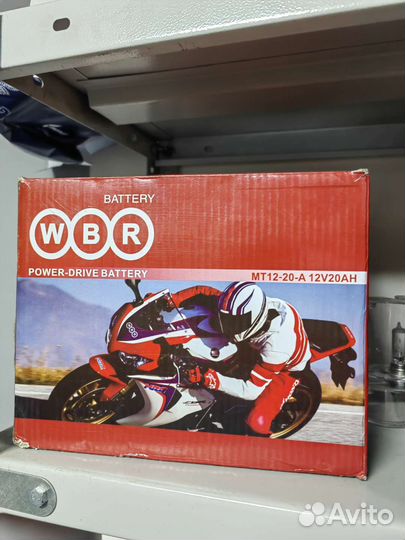 BATTERY
WBR
POWER-DRIVE BATTERY
MT12-20-A 12V20AH
Avito